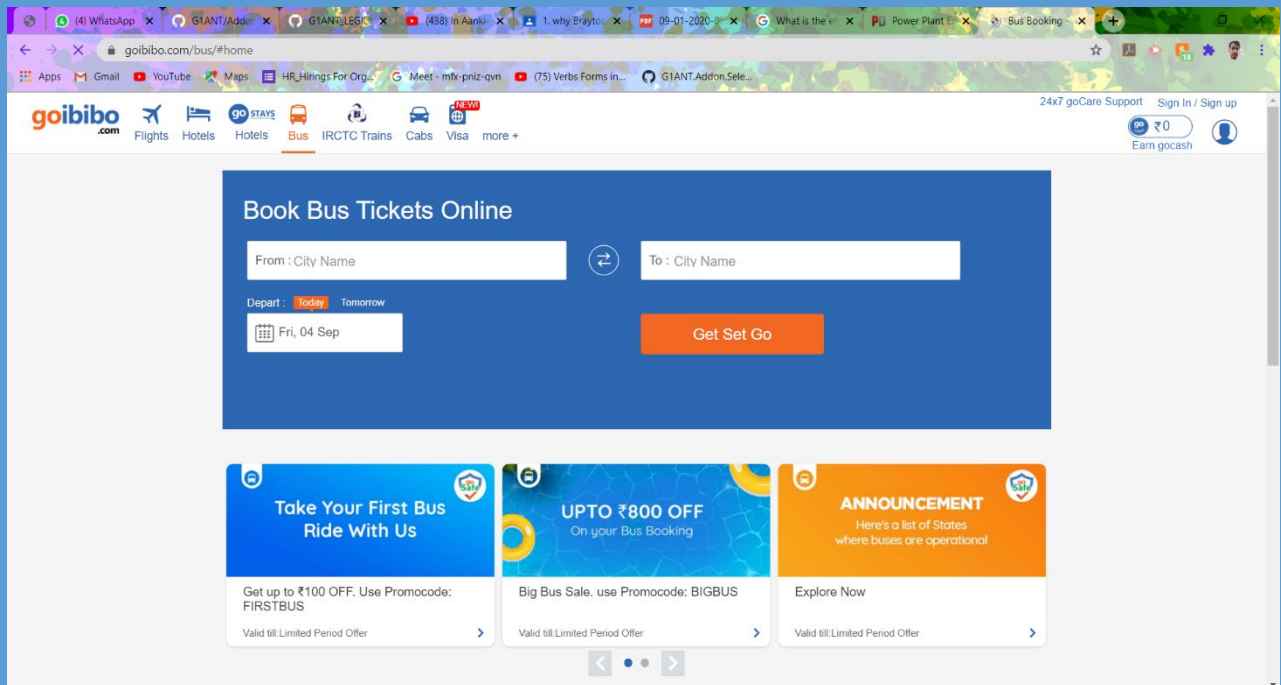 (4) WhatsApp
G1ANT/Addor
G1ANT_LEGI
(438) In Aanki
1. why Brayto
09-01-2020-
What is the e
Power Plant E
Bus Booking -
goibibo.com/bus/#home
18
Apps Gmail YouTube Maps HR_Hirings For Org... Meet - mfx-pniz-qvn (75) Verbs Forms in... G1ANT.Addon.Sele...
24x7 goCare Support Sign In / Sign up
goibibo
.com
NEW!
go STAYS
Flights Hotels Hotels Bus IRCTC Trains Cabs Visa more +
go ₹0
Earn gocash
Book Bus Tickets Online
From : City Name To : City Name
Depart : Today Tomorrow
Fri, 04 Sep
Get Set Go
Take Your First Bus
Ride With Us
Safe
Get up to ₹100 OFF. Use Promocode:
FIRSTBUS
Valid till:Limited Period Offer
UPTO ₹800 OFF
On your Bus Booking
Big Bus Sale. use Promocode: BIGBUS
Valid till:Limited Period Offer
Safe
ANNOUNCEMENT
Here's a list of States
where buses are operational
Explore Now
Valid till:Limited Period Offer